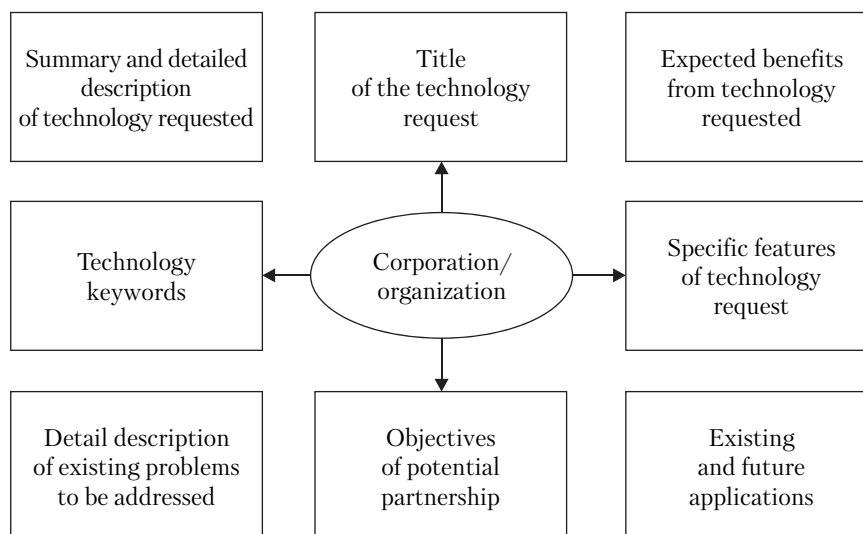 Summary and detailed
description
of technology requested
Title
of the technology
request
Expected benefits
from technology
requested
Technology
keywords
Corporation/
organization
Specific features
of technology
request
Detail description
of existing problems
to be addressed
Objectives
of potential
partnership
Existing
and future
applications